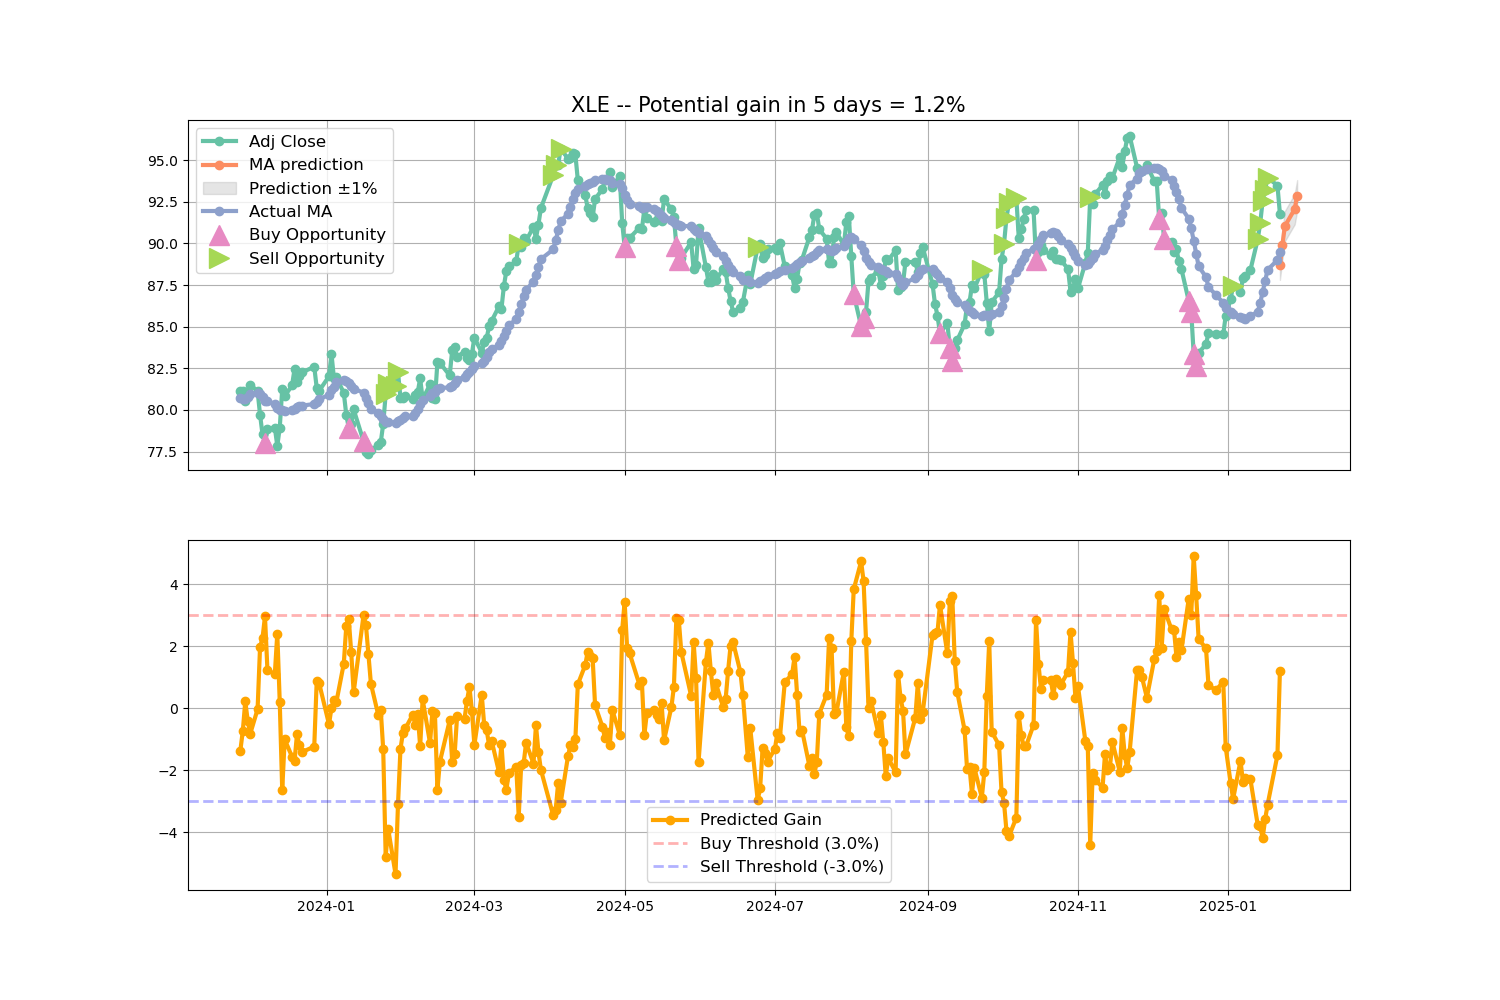 XLE -- Potential gain in 5 days = 1.2%
Adj Close
MA prediction
Prediction ±1%
Actual MA
Buy Opportunity
Sell Opportunity
95.0
92.5
90.0
87.5
85.0
82.5
80.0
77.5
4
2
0
−2
−4
Predicted Gain
Buy Threshold (3.0%)
Sell Threshold (-3.0%)
2024-01 2024-03 2024-05 2024-07 2024-09 2024-11 2025-01